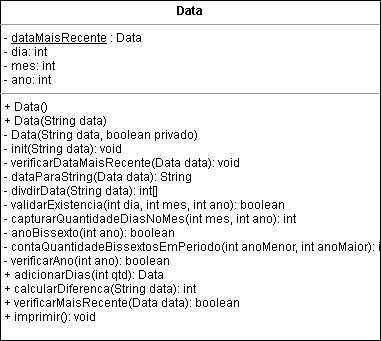 Data
- dataMaisRecente : Data
- dia: int
- mes: int
- ano: int
+ Data()
+ Data(String data)
- Data(String data, boolean privado)
- init(String data): void
- verificarDataMaisRecente(Data data): void
- dataParaString(Data data): String
- divdirData(String data): int[]
- validarExistencia(int dia, int mes, int ano): boolean
- capturarQuantidadeDiasNoMes(int mes, int ano): int
- anoBissexto(int ano): boolean
- contaQuantidadeBissextosEmPeriodo(int anoMenor, int anoMaior): i
- verificarAno(int ano): boolean
+ adicionarDias(int qtd): Data
+ calcularDiferenca(String data): int
+ verificarMaisRecente(Data data): boolean
+ imprimir(): void